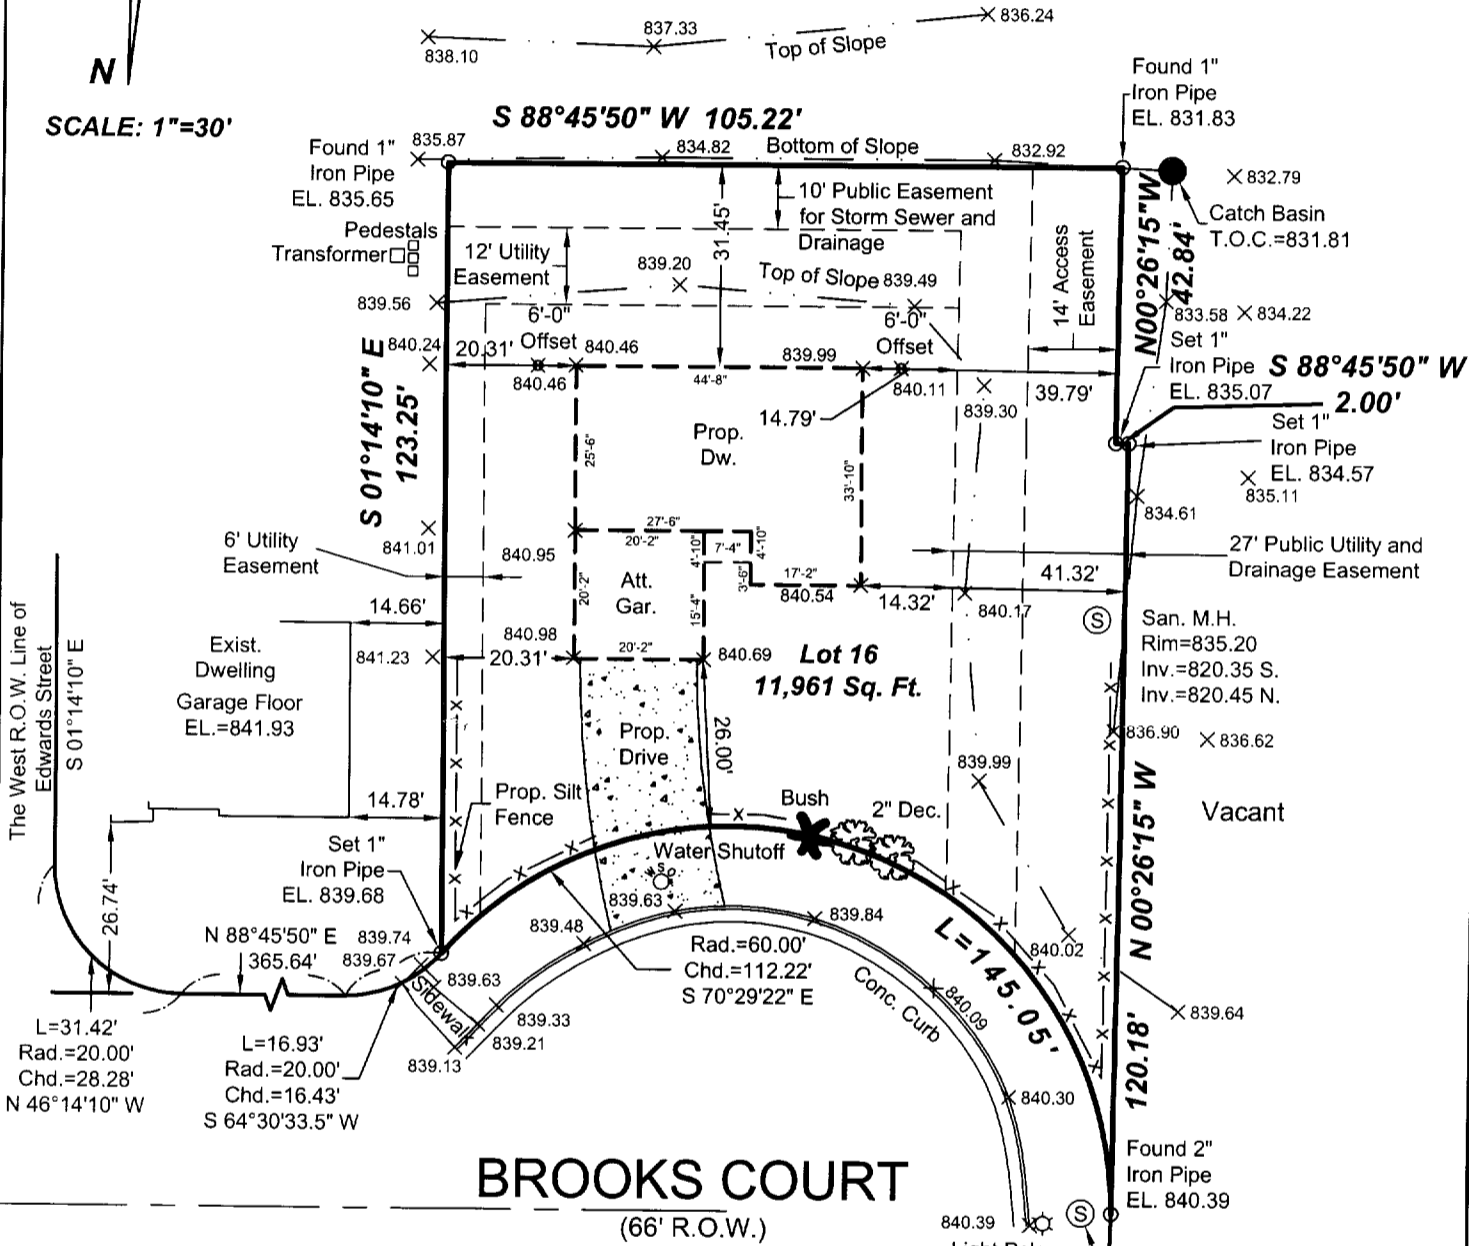 836.24
837.33
Top of Slope
838.10
N
SCALE: 1"=30'
Found 1"
Iron Pipe
EL. 831.83
S 88°45'50" W 105.22'
835.87
834.82
Bottom of Slope
832.92
Found 1"
Iron Pipe
EL. 835.65
832.79
Catch Basin
T.O.C.=831.81
N00°26'15"W
42.84'
10' Public Easement
for Storm Sewer and
Drainage
31.45'
Pedestals
Transformer
12' Utility
Easement
14' Access
Easement
839.20
Top of Slope
839.49
839.56
833.58
834.22
6'-0"
Offset
6'-0"
Offset
Set 1"
Iron Pipe
EL. 835.07
S 88°45'50" W
2.00'
840.24
20.31'
840.46
839.99
840.46
44'-8"
840.11
39.79'
839.30
14.79'
S 01°14'10" E
123.25'
Prop.
Dw.
25'-6"
33'-10"
Set 1"
Iron Pipe
EL. 834.57
835.11
834.61
841.01
840.95
27'-6"
20'-2"
4'-10"
7'-4"
4'-10"
3'-6"
17'-2"
840.54
6' Utility
Easement
27' Public Utility and
Drainage Easement
41.32'
14.32'
840.17
Att.
Gar.
20'-2"
15'-4"
14.66'
S
San. M.H.
Rim=835.20
Inv.=820.35 S.
Inv.=820.45 N.
The West R.O.W. Line of
Edwards Street
S 01°14'10" E
Exist.
Dwelling
Garage Floor
EL.=841.93
840.98
841.23
20.31'
20'-2"
840.69
Lot 16
11,961 Sq. Ft.
836.90
836.62
Prop.
Drive
26.00'
839.99
14.78'
Prop. Silt
Fence
Bush
2" Dec.
Vacant
N 00°26'15" W
120.18'
Set 1"
Iron Pipe
EL. 839.68
Water Shutoff
WSO
839.63
839.84
26.74'
N 88°45'50" E
365.64'
839.74
839.67
839.48
839.63
Sidewalk
Rad.=60.00'
Chd.=112.22'
S 70°29'22" E
L=145.05'
840.02
Conc. Curb
840.09
839.64
839.33
839.21
839.13
L=31.42'
Rad.=20.00'
Chd.=28.28'
N 46°14'10" W
L=16.93'
Rad.=20.00'
Chd.=16.43'
S 64°30'33.5" W
840.30
BROOKS COURT
(66' R.O.W.)
Found 2"
Iron Pipe
EL. 840.39
S
840.39